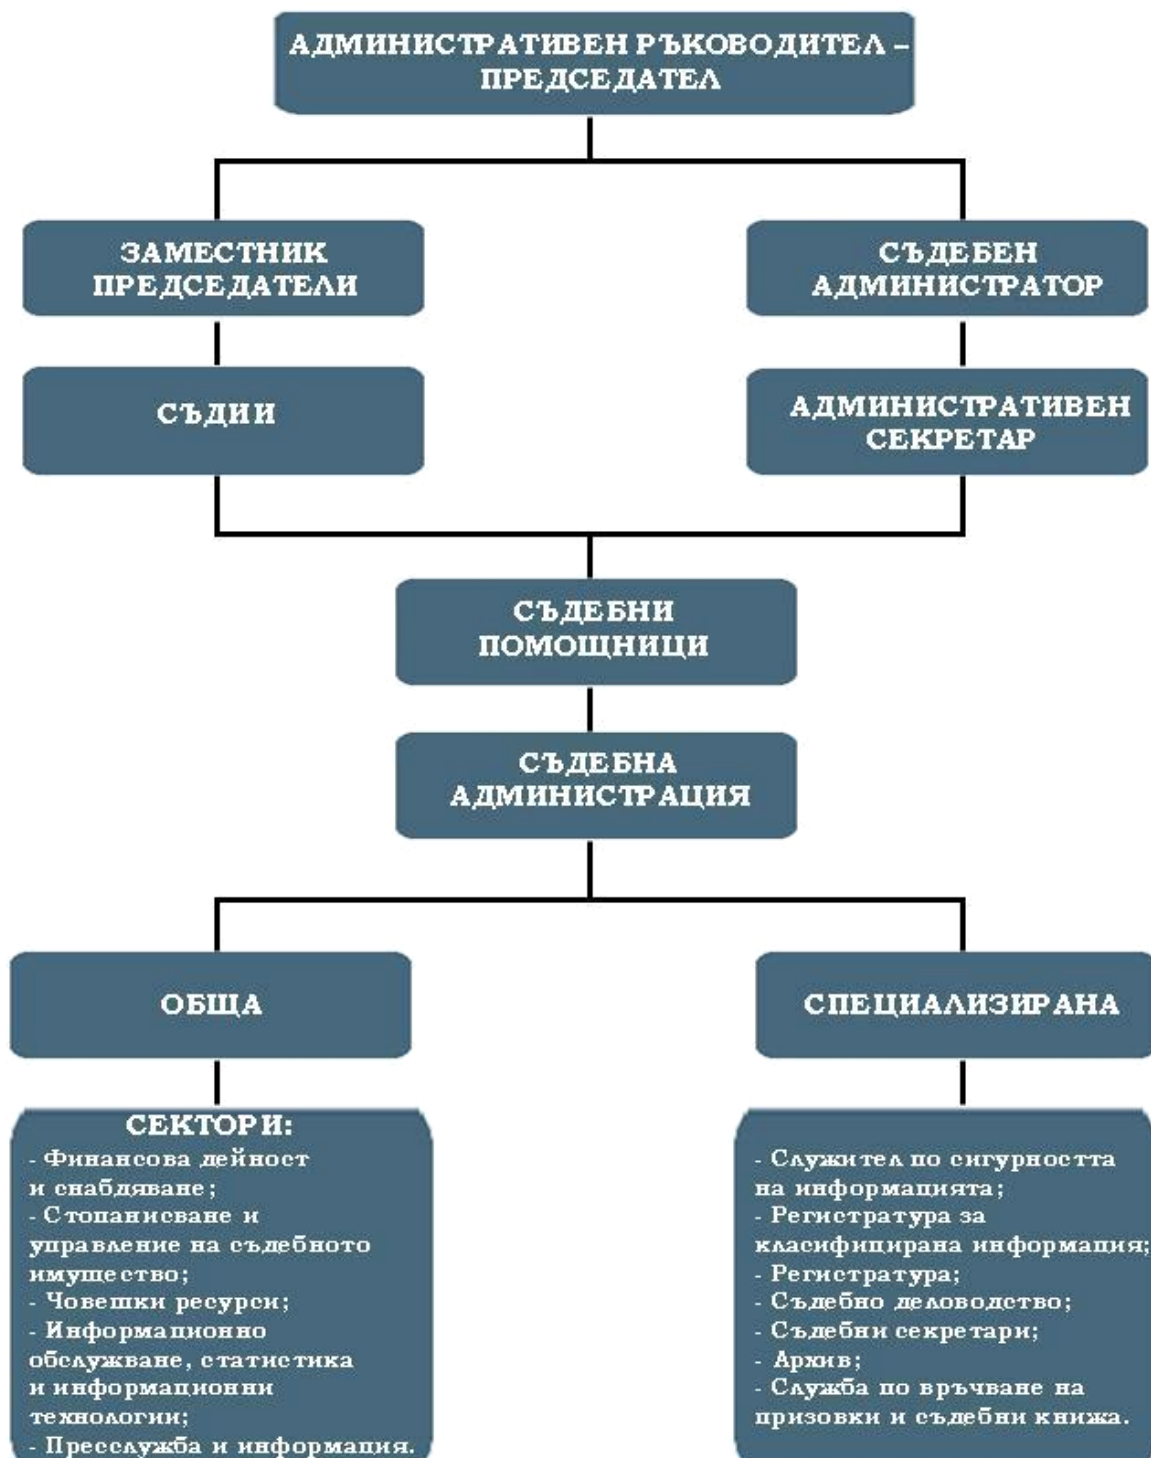 АДМИНИСТРАТИВЕН РЪКОВОДИТЕЛ –
ПРЕДСЕДАТЕЛ
ЗАМЕСТНИК
ПРЕДСЕДАТЕЛИ
СЪДЕБЕН
АДМИНИСТРАТОР
СЪДИИ
АДМИНИСТРАТИВЕН
СЕКРЕТАР
СЪДЕБНИ
ПОМОЩНИЦИ
СЪДЕБНА
АДМИНИСТРАЦИЯ
ОБЩА
СПЕЦИАЛИЗИРАНА
СЕКТОРИ:
- Финансова дейност
и снабдяване;
- Стопанисване и
управление на съдебното
имущество;
- Човешки ресурси;
- Информационно
обслужване, статистика
и информационни
технологии;
- Пресслужба и информация.
- Служител по сигурността
на информацията;
- Регистратура за
класифицирана информация;
- Регистратура;
- Съдебно деловодство;
- Съдебни секретари;
- Архив;
- Служба по връчване на
призовки и съдебни книжа.